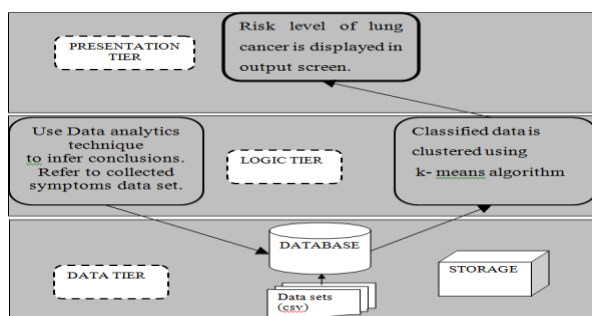 PRESENTATION
TIER
Risk level of lung
cancer is displayed in
output screen.
Use Data analytics
technique
to infer conclusions.
Refer to collected
symptoms data set.
LOGIC TIER
Classified data is
clustered using
k- means algorithm
DATA TIER
DATABASE
Data sets
(csv)
STORAGE